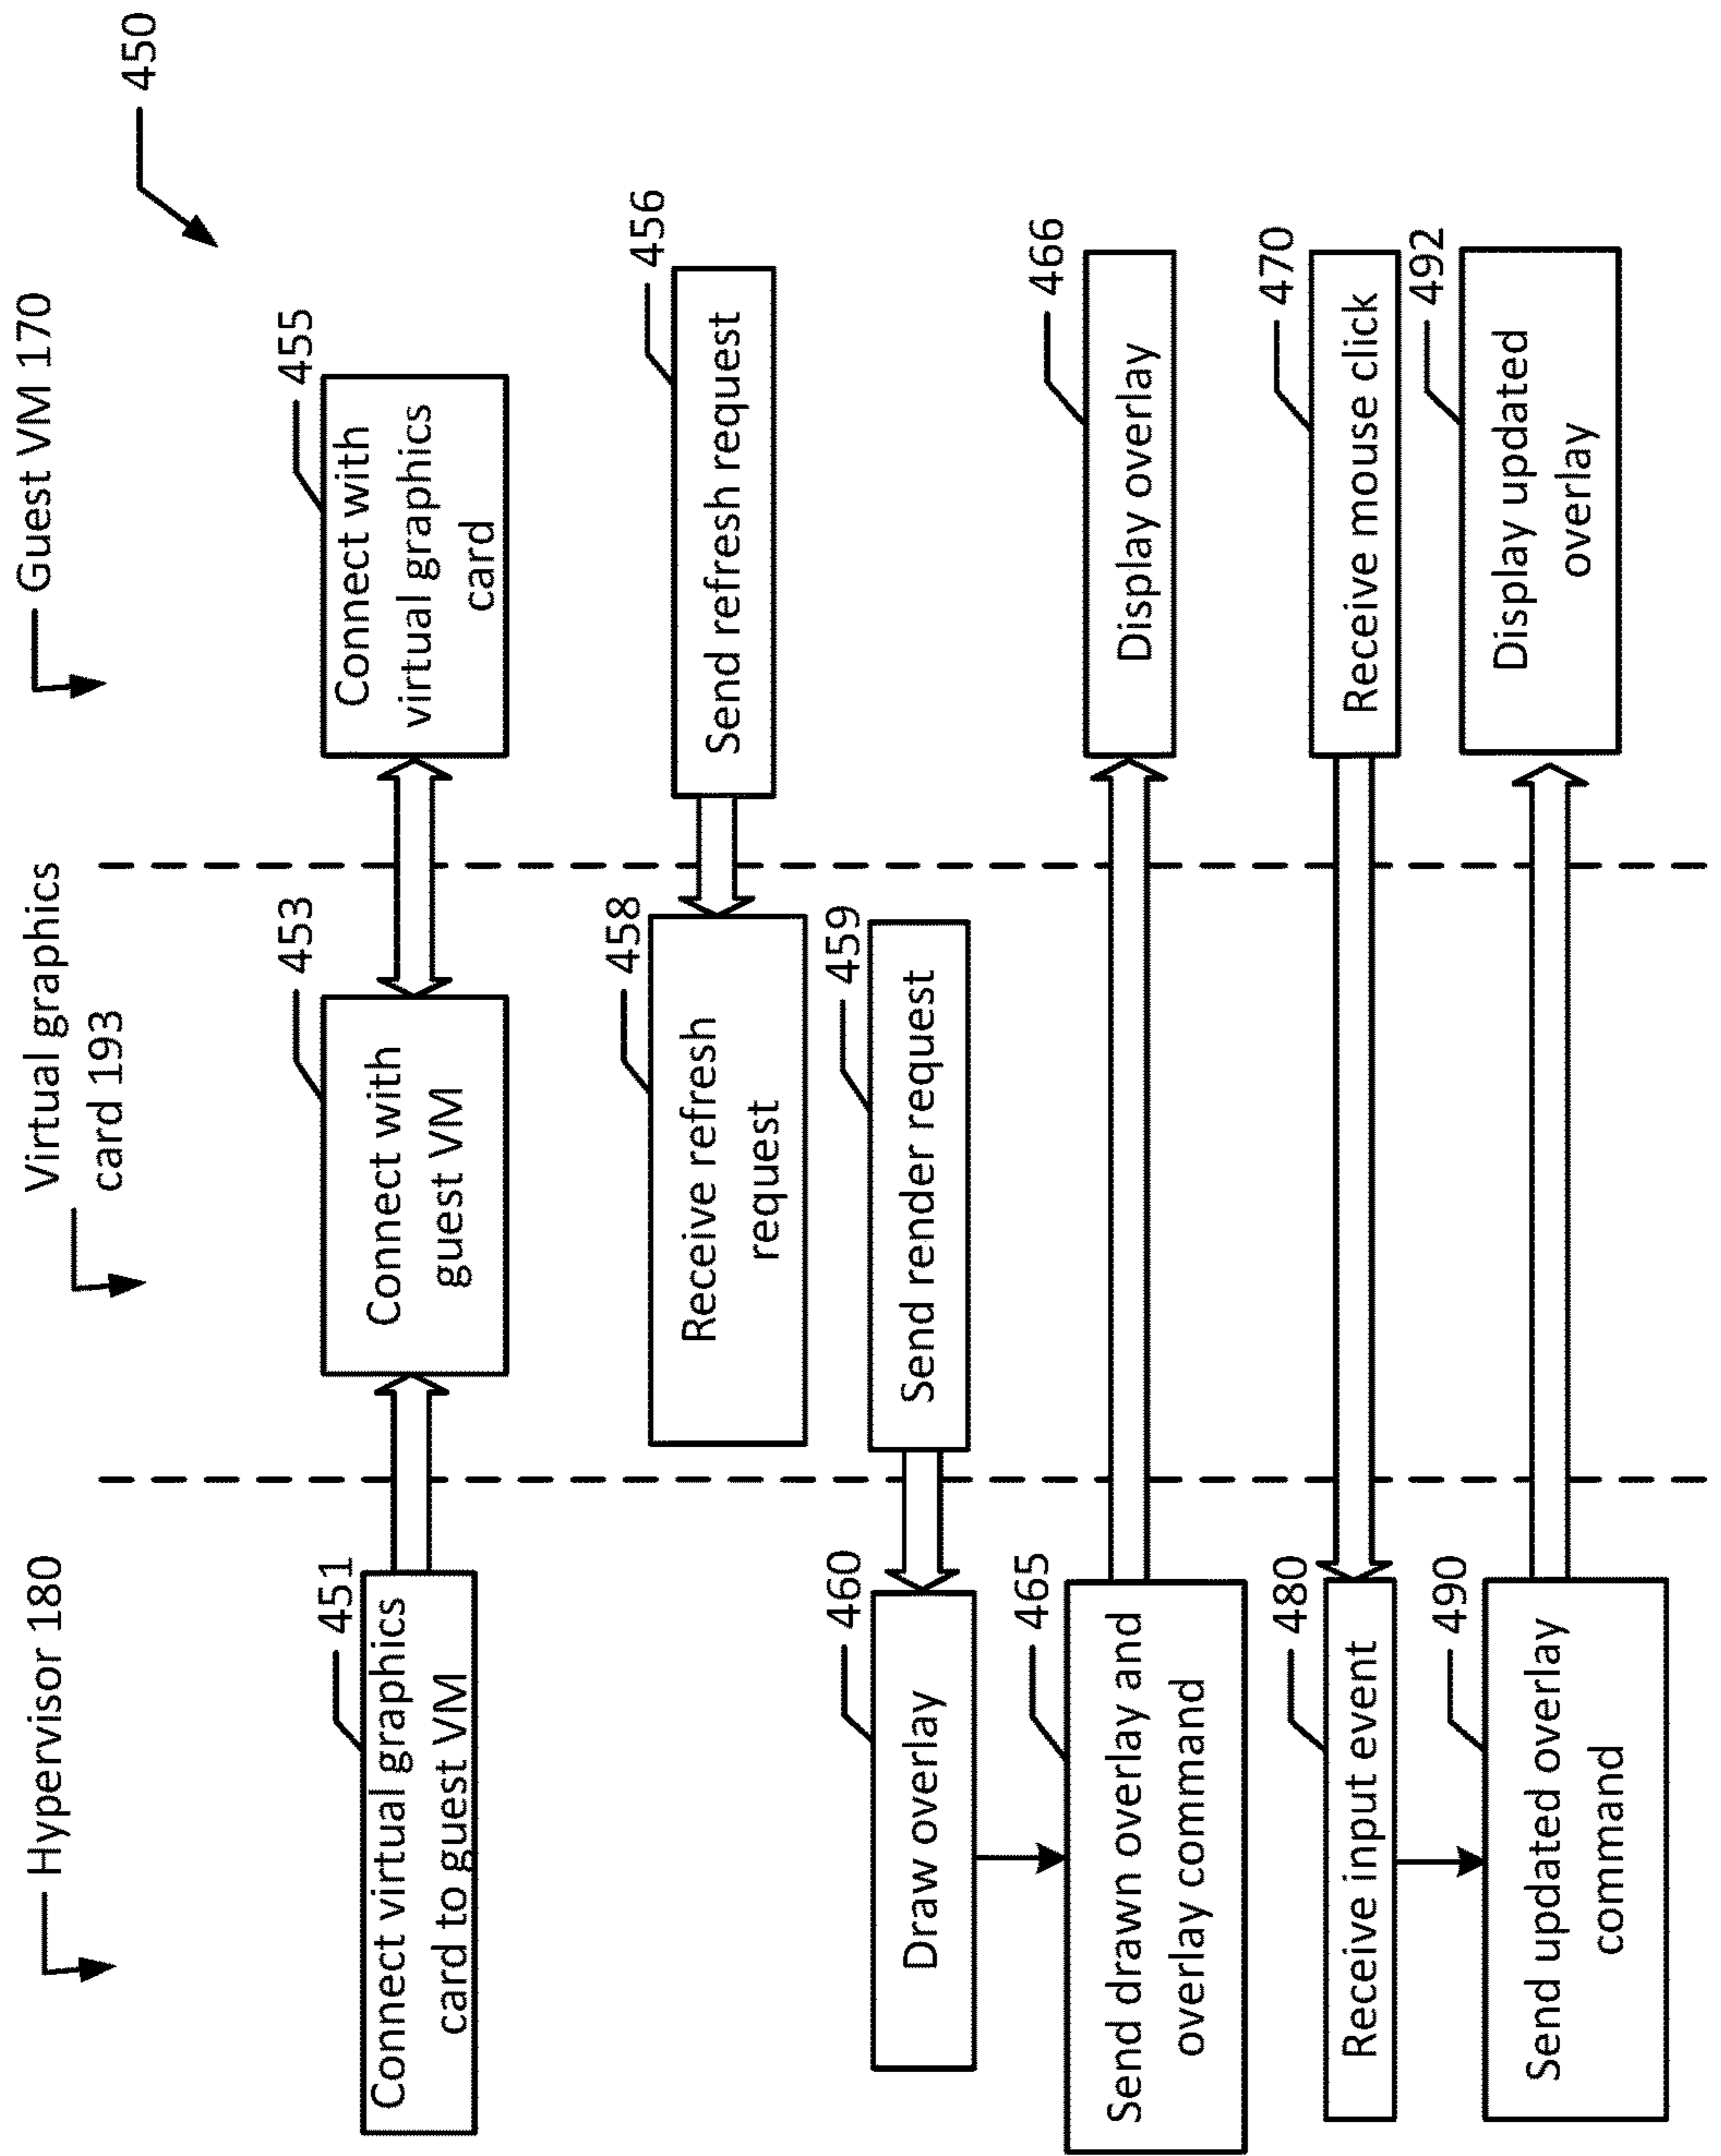 Hypervisor 180
Virtual graphics
card 193
Guest VM 170
450
451
Connect virtual graphics
card to guest VM
453
Connect with
guest VM
455
Connect with
virtual graphics
card
456
Send refresh request
458
Receive refresh
request
459
Send render request
460
Draw overlay
465
Send drawn overlay and
overlay command
466
Display overlay
470
Receive mouse click
480
Receive input event
490
Send updated overlay
command
492
Display updated
overlay